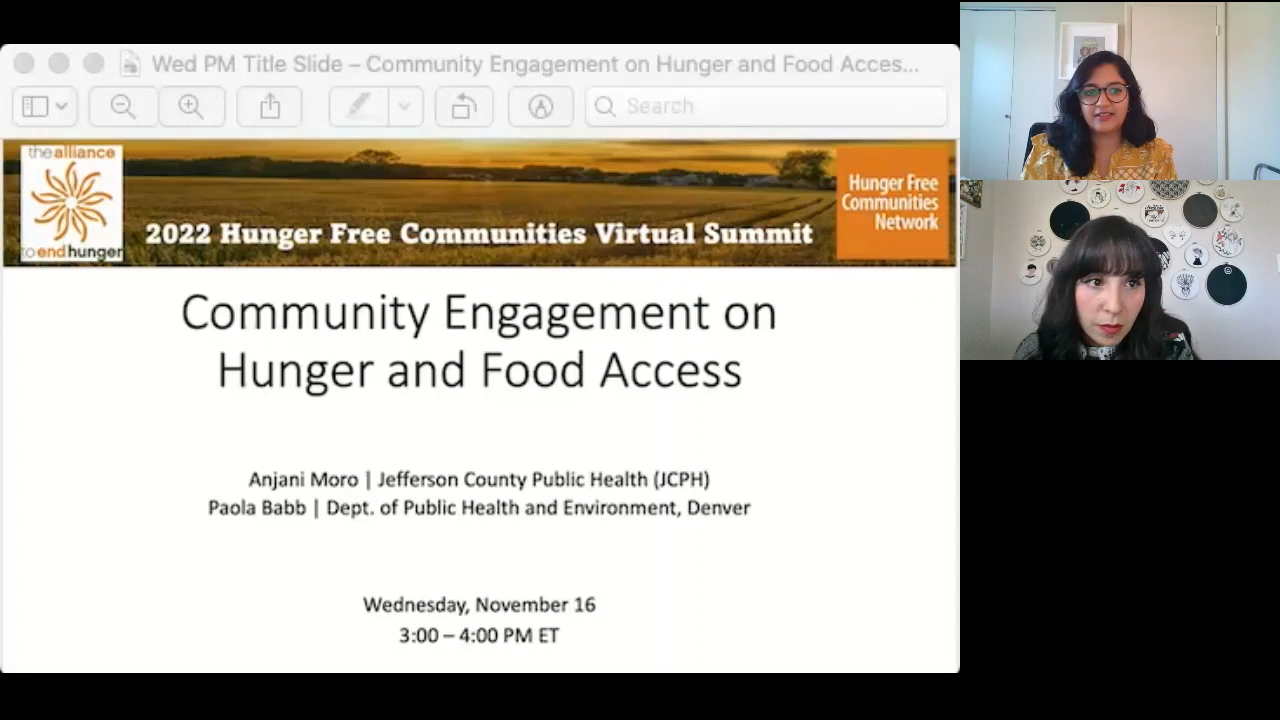 Wed PM Title Slide – Community Engagement on Hunger and Food Acces...
Search
the alliance
to end hunger
2022 Hunger Free Communities Virtual Summit
Hunger Free
Communities
Network
Community Engagement on
Hunger and Food Access
Anjani Moro | Jefferson County Public Health (JCPH)
Paola Babb | Dept. of Public Health and Environment, Denver
Wednesday, November 16
3:00 – 4:00 PM ET